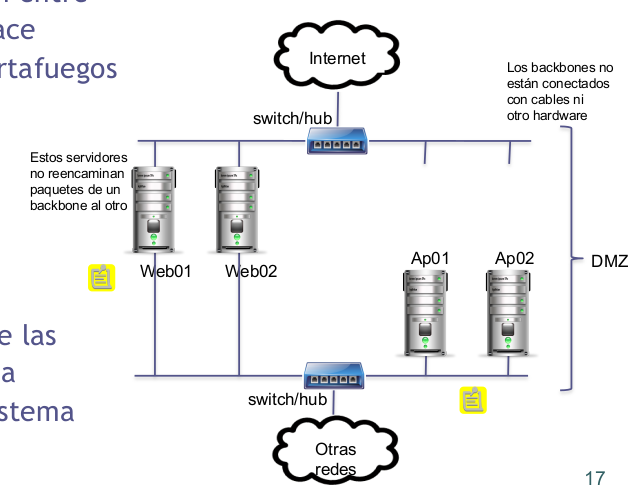 entre
ace
rtafuegos
Internet
Los backbones no
están conectados
con cables ni
otro hardware
switch/hub
Estos servidores
no reencaminan
paquetes de un
backbone al otro
Web01
Web02
Ap01
Ap02
DMZ
e las
a
stema
switch/hub
Otras
redes
17